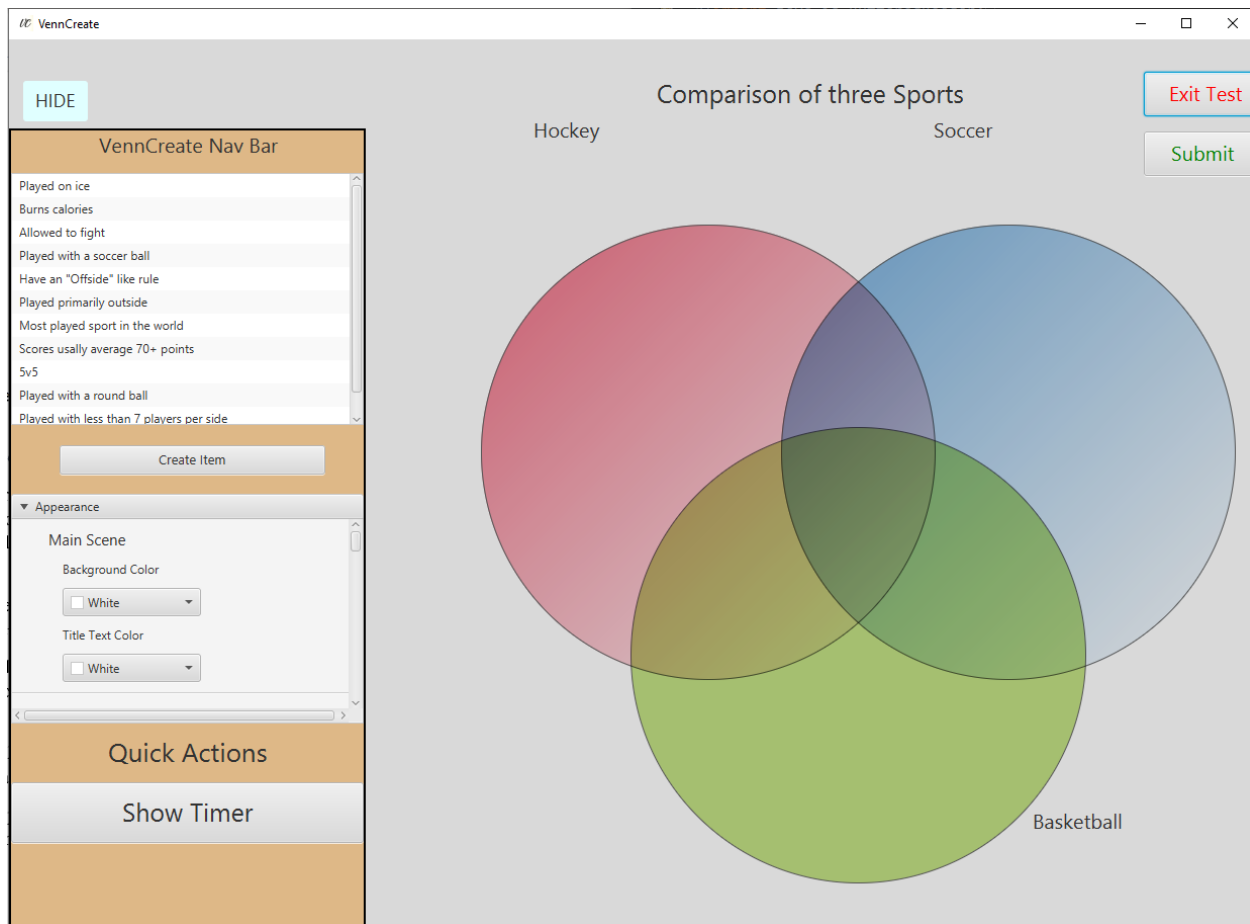 VC VennCreate
HIDE
Comparison of three Sports
Exit Test
Hockey
Soccer
Submit
VennCreate Nav Bar
Played on ice
Burns calories
Allowed to fight
Played with a soccer ball
Have an "Offside" like rule
Played primarily outside
Most played sport in the world
Scores usally average 70+ points
5v5
Played with a round ball
Played with less than 7 players per side
Create Item
Appearance
Main Scene
Background Color
White
Title Text Color
White
Quick Actions
Show Timer
Basketball